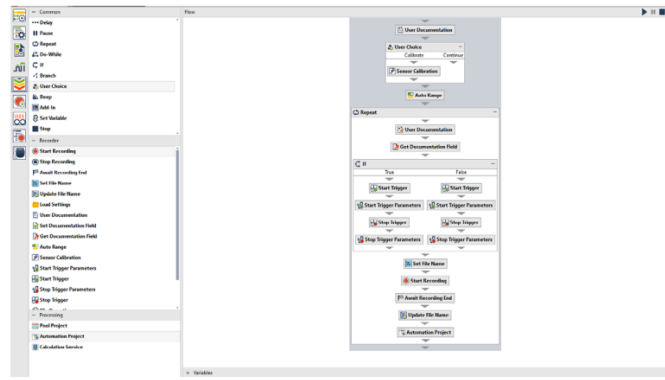 Common
Delay
Pause
Repeat
Do-While
If
Branch
User Choice
Beep
Add-In
Set Variable
Stop
Recorder
Start Recording
Stop Recording
Await Recording End
Set File Name
Update File Name
Load Settings
User Documentation
Set Documentation Field
Get Documentation Field
Auto Range
Sensor Calibration
Start Trigger Parameters
Start Trigger
Stop Trigger Parameters
Stop Trigger
Processing
Pool Project
Automation Project
Calculation Service
Flow
User Documentation
User Choice
Calibrate Continue
Sensor Calibration
Auto Range
Repeat
User Documentation
Get Documentation Field
If
True False
Start Trigger Start Trigger
Start Trigger Parameters Start Trigger Parameters
Stop Trigger Stop Trigger
Stop Trigger Parameters Stop Trigger Parameters
Set File Name
Start Recording
Await Recording End
Update File Name
Automation Project
Variables